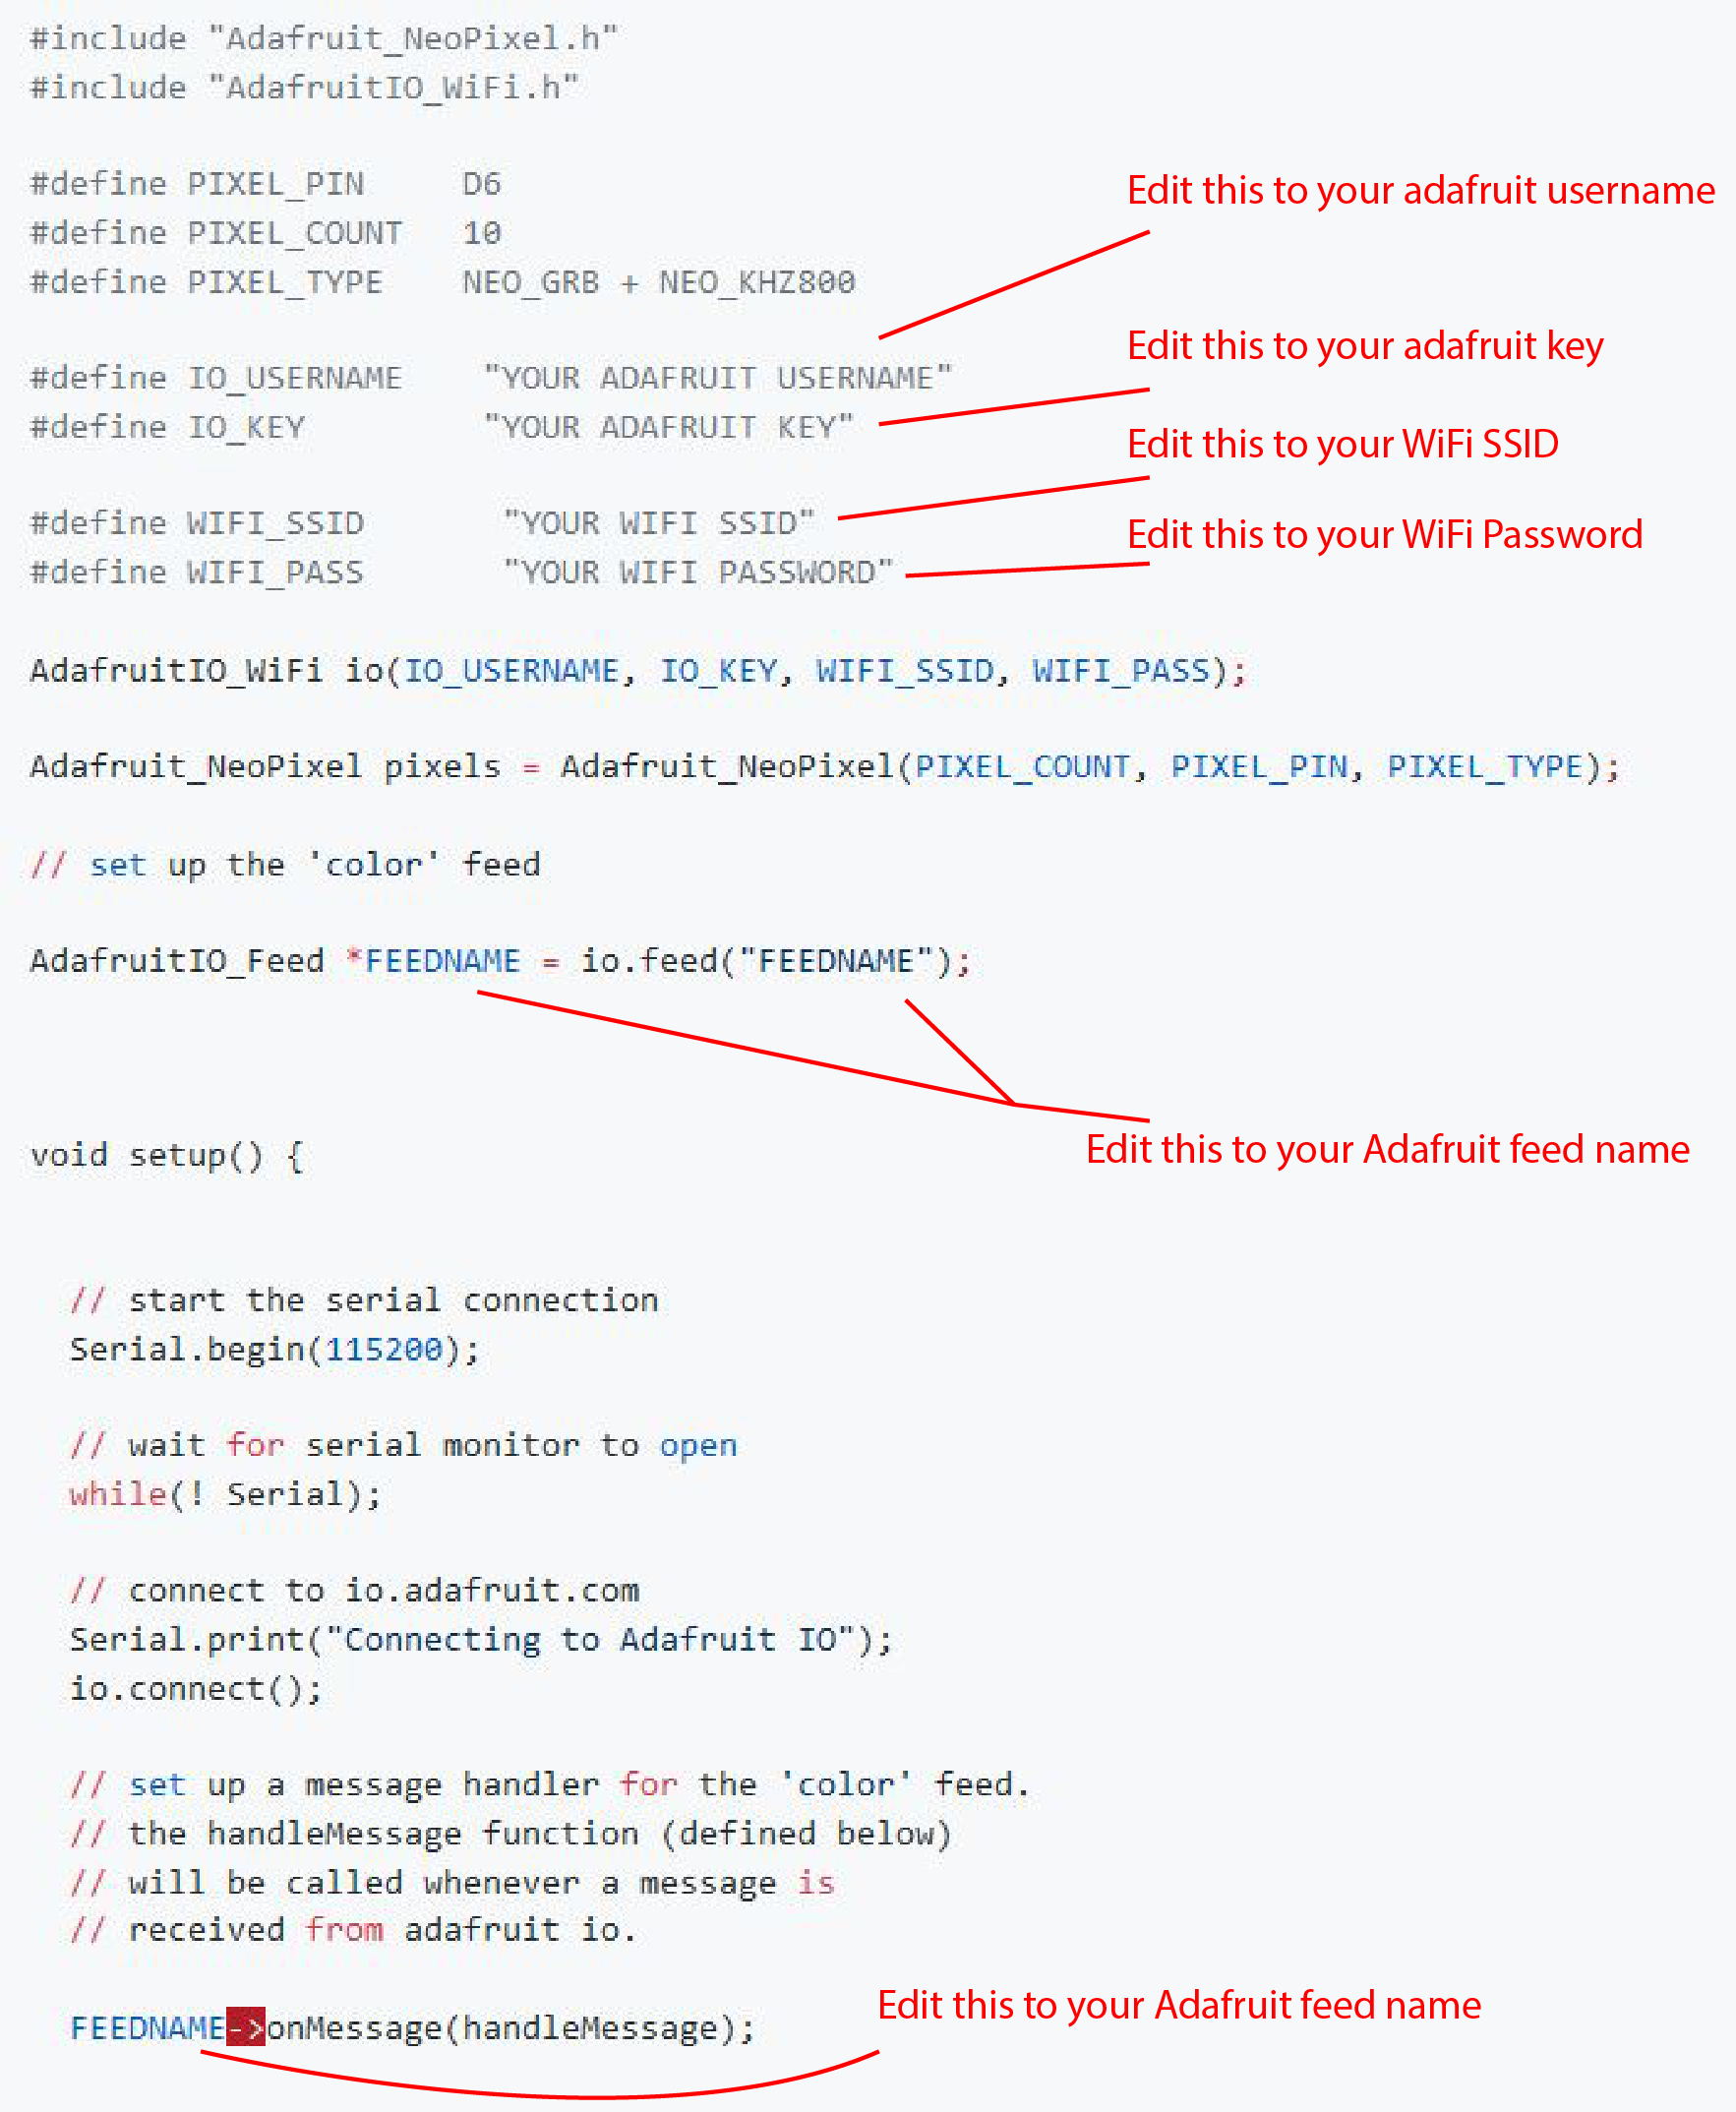 #include "Adafruit_NeoPixel.h"
#include "AdafruitIO_WiFi.h"
#define PIXEL_PIN     D6
Edit this to your adafruit username
#define PIXEL_COUNT   10
#define PIXEL_TYPE    NEO_GRB + NEO_KHZ800
Edit this to your adafruit key
#define IO_USERNAME    "YOUR ADAFRUIT USERNAME"
#define IO_KEY         "YOUR ADAFRUIT KEY"
Edit this to your WiFi SSID
#define WIFI_SSID       "YOUR WIFI SSID"
Edit this to your WiFi Password
#define WIFI_PASS       "YOUR WIFI PASSWORD"
AdafruitIO_WiFi io(IO_USERNAME, IO_KEY, WIFI_SSID, WIFI_PASS);
Adafruit_NeoPixel pixels = Adafruit_NeoPixel(PIXEL_COUNT, PIXEL_PIN, PIXEL_TYPE);
// set up the 'color' feed
AdafruitIO_Feed *FEEDNAME = io.feed("FEEDNAME");
Edit this to your Adafruit feed name
void setup() {
  // start the serial connection
  Serial.begin(115200);
  // wait for serial monitor to open
  while(! Serial);
  // connect to io.adafruit.com
  Serial.print("Connecting to Adafruit IO");
  io.connect();
  // set up a message handler for the 'color' feed.
  // the handleMessage function (defined below)
  // will be called whenever a message is
  // received from adafruit io.
Edit this to your Adafruit feed name
  FEEDNAME->onMessage(handleMessage);